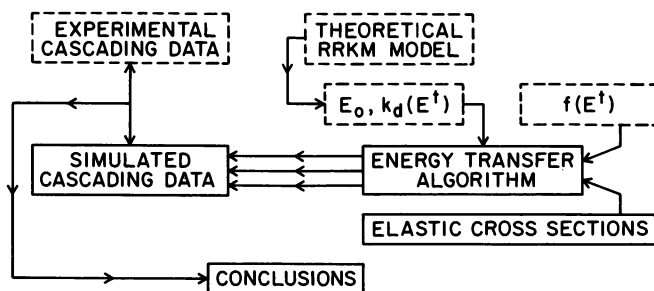 EXPERIMENTAL
CASCADING DATA
THEORETICAL
RRKM MODEL
E₀, k_d(E†)
f(E†)
SIMULATED
CASCADING DATA
ENERGY TRANSFER
ALGORITHM
ELASTIC CROSS SECTIONS
CONCLUSIONS